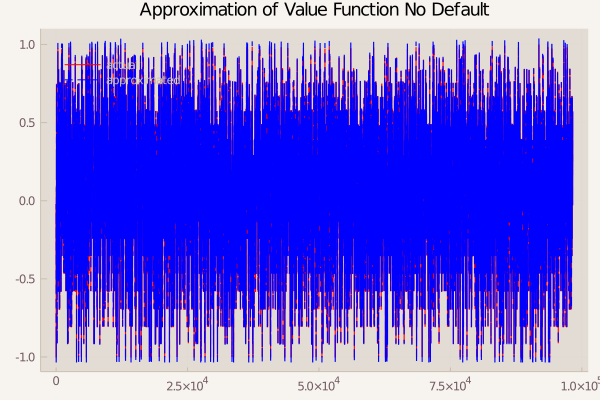 Approximation of Value Function No Default
1.0
actual
approximated
0.5
0.0
-0.5
-1.0
0 2.5×10⁴ 5.0×10⁴ 7.5×10⁴